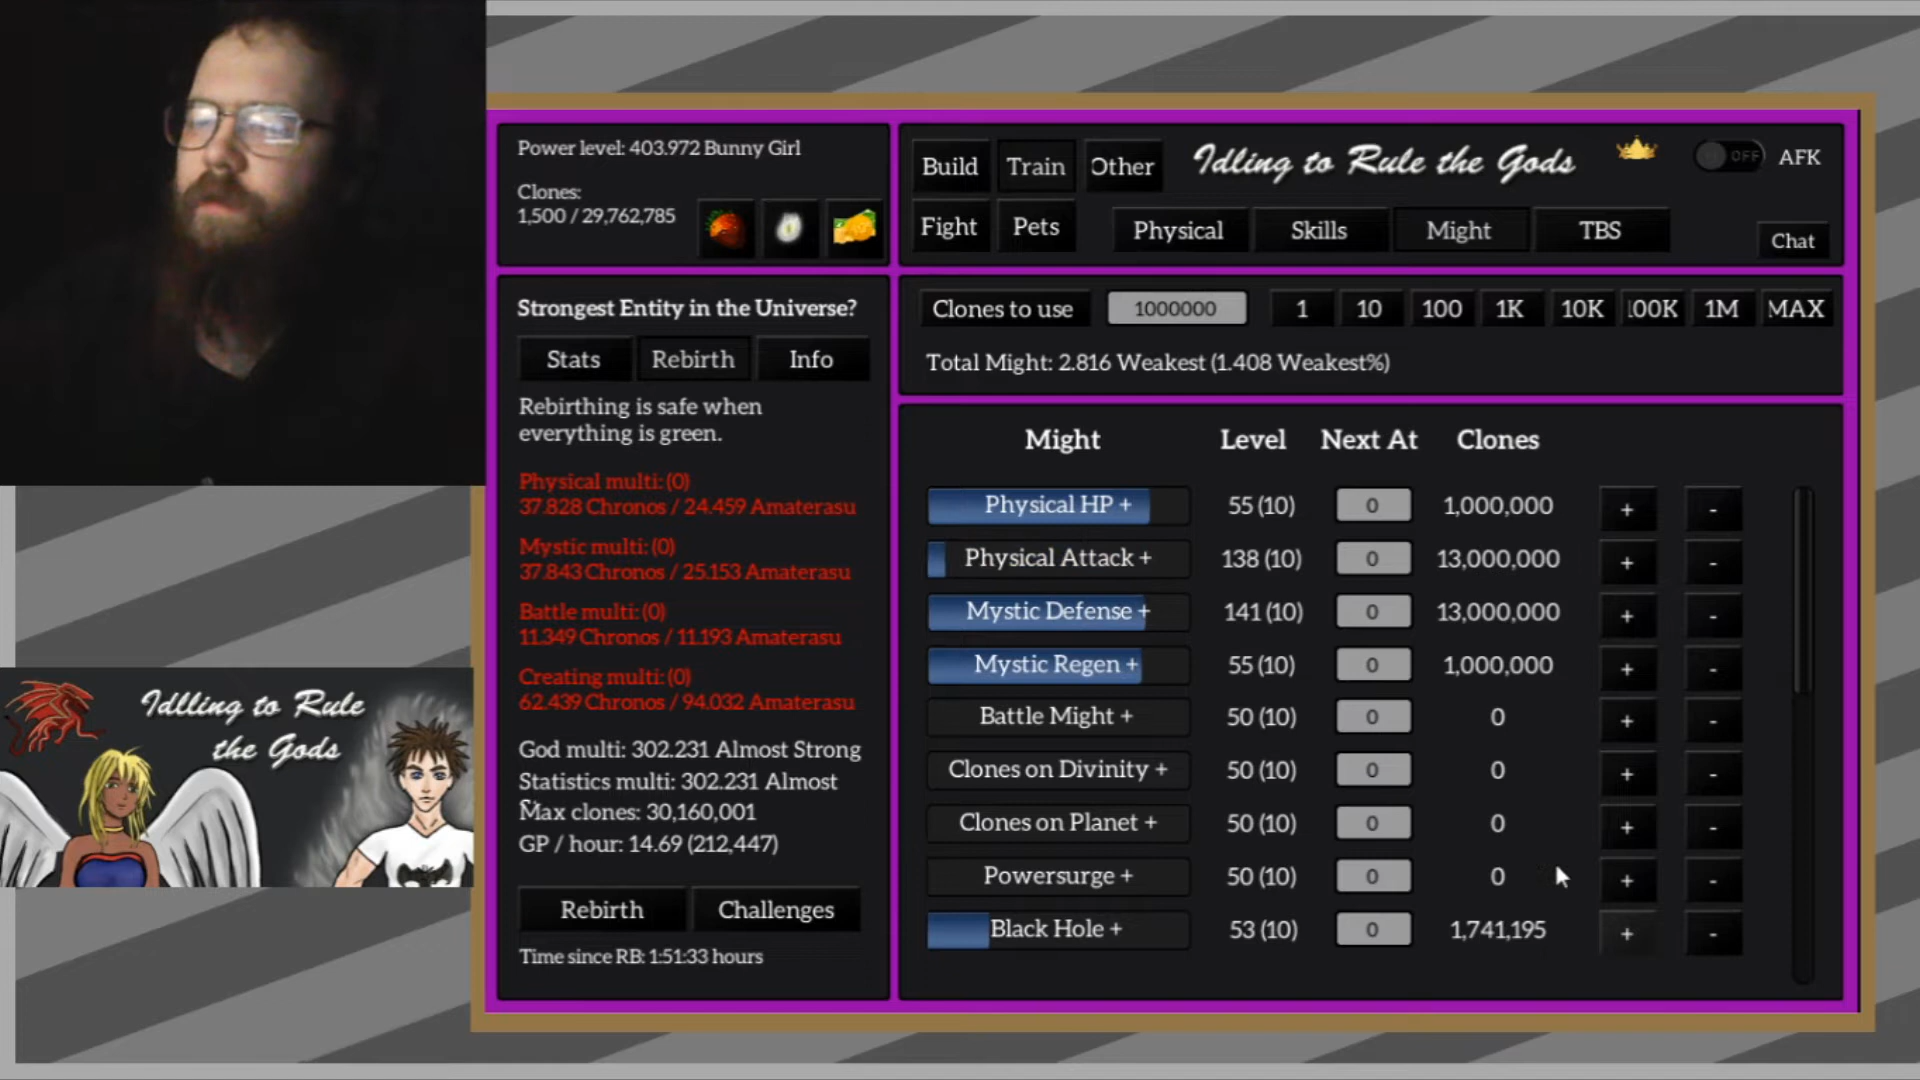 Power level: 403.972 Bunny Girl
Clones:
1,500 / 29,762,785
Build
Train
Other
Fight
Pets
Idling to Rule the Gods
OFF
AFK
Physical
Skills
Might
TBS
Chat
Strongest Entity in the Universe?
Stats
Rebirth
Info
Rebirthing is safe when
everything is green.
Physical multi: (0)
37.828 Chronos / 24.459 Amaterasu
Mystic multi: (0)
37.843 Chronos / 25.153 Amaterasu
Battle multi: (0)
11.349 Chronos / 11.193 Amaterasu
Creating multi: (0)
62.439 Chronos / 94.032 Amaterasu
God multi: 302.231 Almost Strong
Statistics multi: 302.231 Almost
Max clones: 30,160,001
GP / hour: 14.69 (212,447)
Rebirth
Challenges
Time since RB: 1:51:33 hours
Clones to use
1000000
1
10
100
1K
10K
00K
1M
MAX
Total Might: 2.816 Weakest (1.408 Weakest%)
Might Level Next At Clones
Physical HP + 55 (10) 0 1,000,000 + -
Physical Attack + 138 (10) 0 13,000,000 + -
Mystic Defense + 141 (10) 0 13,000,000 + -
Mystic Regen + 55 (10) 0 1,000,000 + -
Battle Might + 50 (10) 0 0 + -
Clones on Divinity + 50 (10) 0 0 + -
Clones on Planet + 50 (10) 0 0 + -
Powersurge + 50 (10) 0 0 + -
Black Hole + 53 (10) 0 1,741,195 + -
Idlling to Rule
the Gods